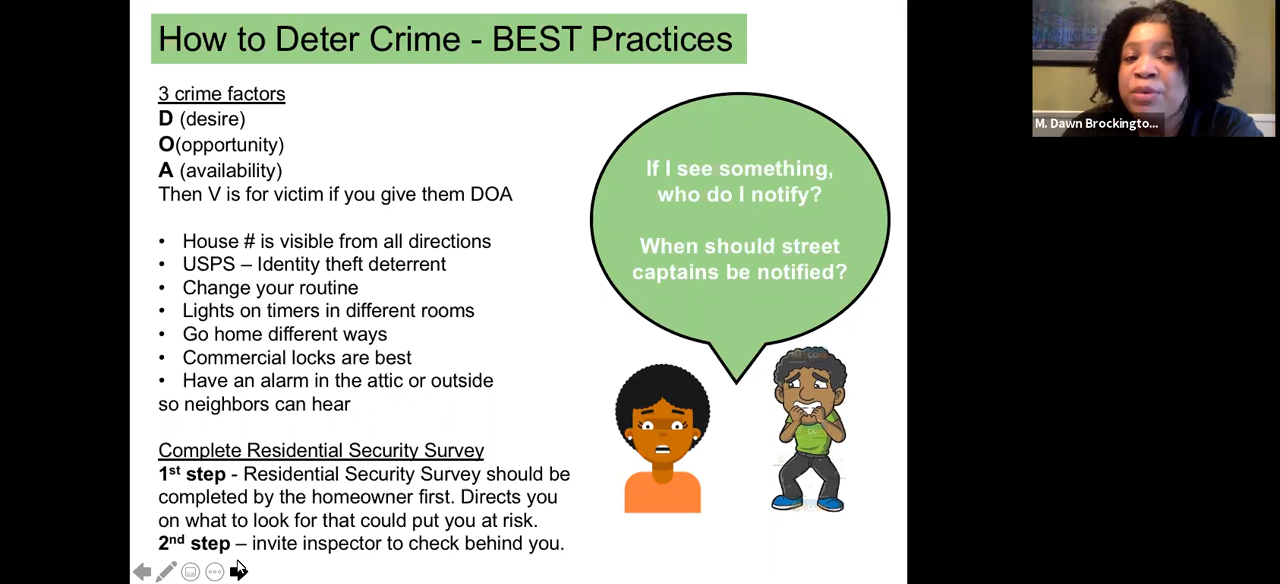 How to Deter Crime - BEST Practices
3 crime factors
D (desire)
O(opportunity)
A (availability)
Then V is for victim if you give them DOA
• House # is visible from all directions
• USPS – Identity theft deterrent
• Change your routine
• Lights on timers in different rooms
• Go home different ways
• Commercial locks are best
• Have an alarm in the attic or outside
so neighbors can hear
Complete Residential Security Survey
1st step - Residential Security Survey should be
completed by the homeowner first. Directs you
on what to look for that could put you at risk.
2nd step – invite inspector to check behind you.
If I see something,
who do I notify?
When should street
captains be notified?
M. Dawn Brockingto...